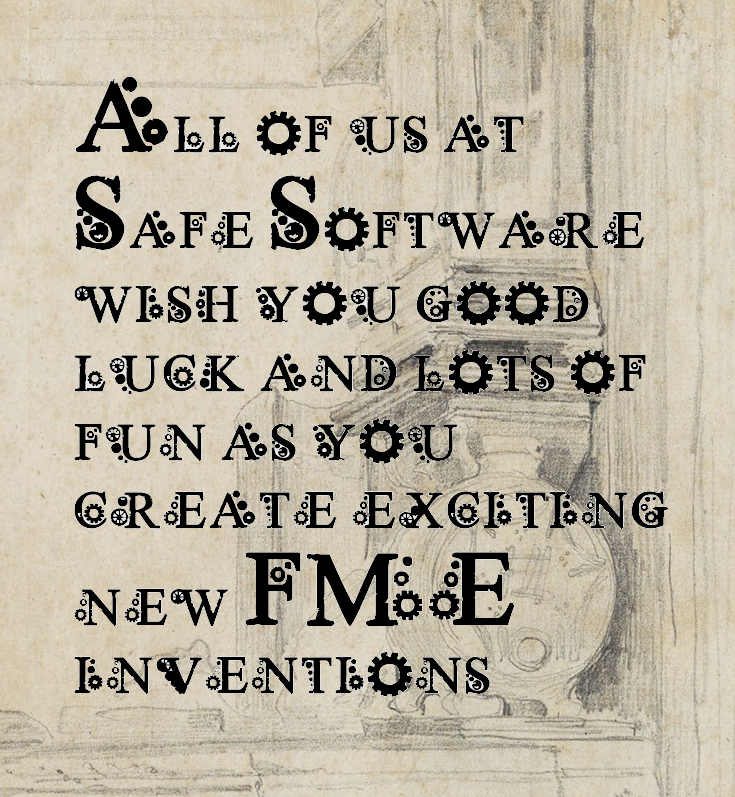 All of us at
Safe Software
wish you good
luck and lots of
fun as you
create exciting
new FME
inventions